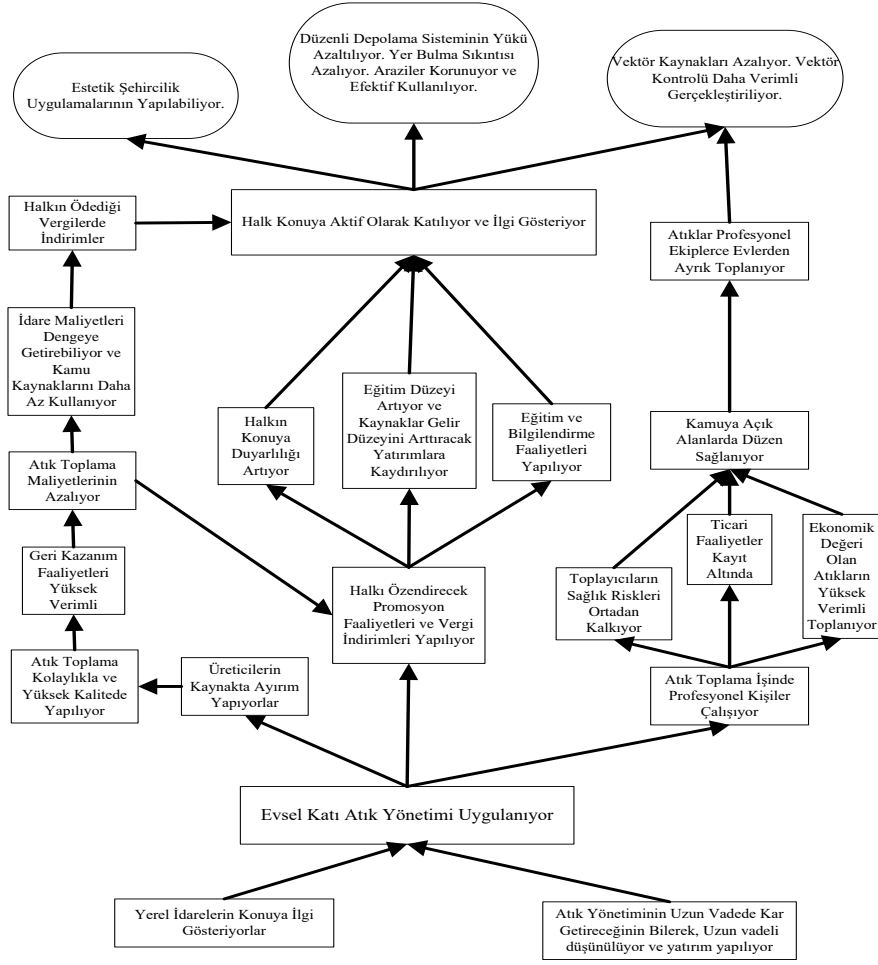 Estetik Şehircilik
Uygulamalarının Yapılabiliyor.
Düzenli Depolama Sisteminin Yükü
Azaltılıyor. Yer Bulma Sıkıntısı
Azalıyor. Araziler Korunuyor ve
Efektif Kullanılıyor.
Vektör Kaynakları Azalıyor. Vektör
Kontrolü Daha Verimli
Gerçekleştiriliyor.
Halkın Ödediği
Vergilerde
İndirimler
Halk Konuya Aktif Olarak Katılıyor ve İlgi Gösteriyor
Atıklar Profesyonel
Ekiplerce Evlerden
Ayrık Toplanıyor
İdare Maliyetleri
Dengeye
Getirebiliyor ve
Kamu
Kaynaklarını Daha
Az Kullanıyor
Halkın
Konuya
Duyarlılığı
Artıyor
Eğitim Düzeyi
Artıyor ve
Kaynaklar Gelir
Düzeyini Arttıracak
Yatırımlara
Kaydırılıyor
Eğitim ve
Bilgilendirme
Faaliyetleri
Yapılıyor
Kamuya Açık
Alanlarda Düzen
Sağlanıyor
Atık Toplama
Maliyetlerinin
Azalıyor
Geri Kazanım
Faaliyetleri
Yüksek
Verimli
Halkı Özendirecek
Promosyon
Faaliyetleri ve Vergi
İndirimleri Yapılıyor
Toplayıcıların
Sağlık Riskleri
Ortadan
Kalkıyor
Ticari
Faaliyetler
Kayıt
Altında
Ekonomik
Değeri
Olan
Atıkların
Yüksek
Verimli
Toplanıyor
Atık Toplama
Kolaylıkla ve
Yüksek Kalitede
Yapılıyor
Üreticilerin
Kaynakta Ayırım
Yapıyorlar
Atık Toplama İşinde
Profesyonel Kişiler
Çalışıyor
Evsel Katı Atık Yönetimi Uygulanıyor
Yerel İdarelerin Konuya İlgi
Gösteriyorlar
Atık Yönetiminin Uzun Vadede Kar
Getireceğinin Bilerek, Uzun vadeli
düşünülüyor ve yatırım yapılıyor